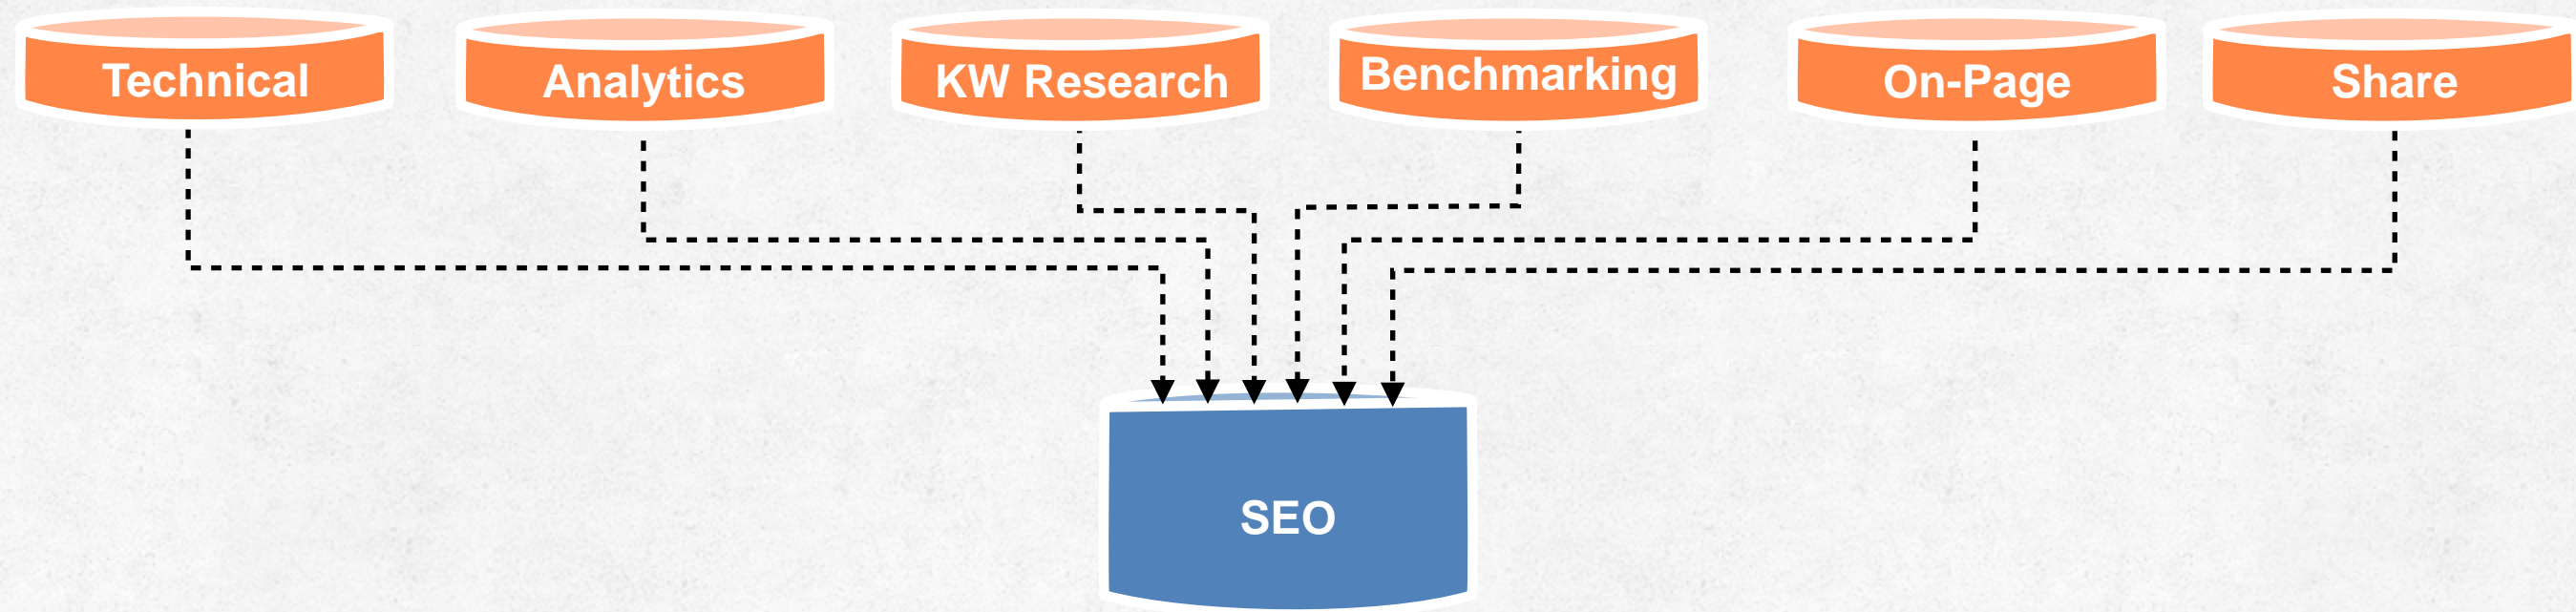 Technical
Analytics
KW Research
Benchmarking
On-Page
Share
SEO